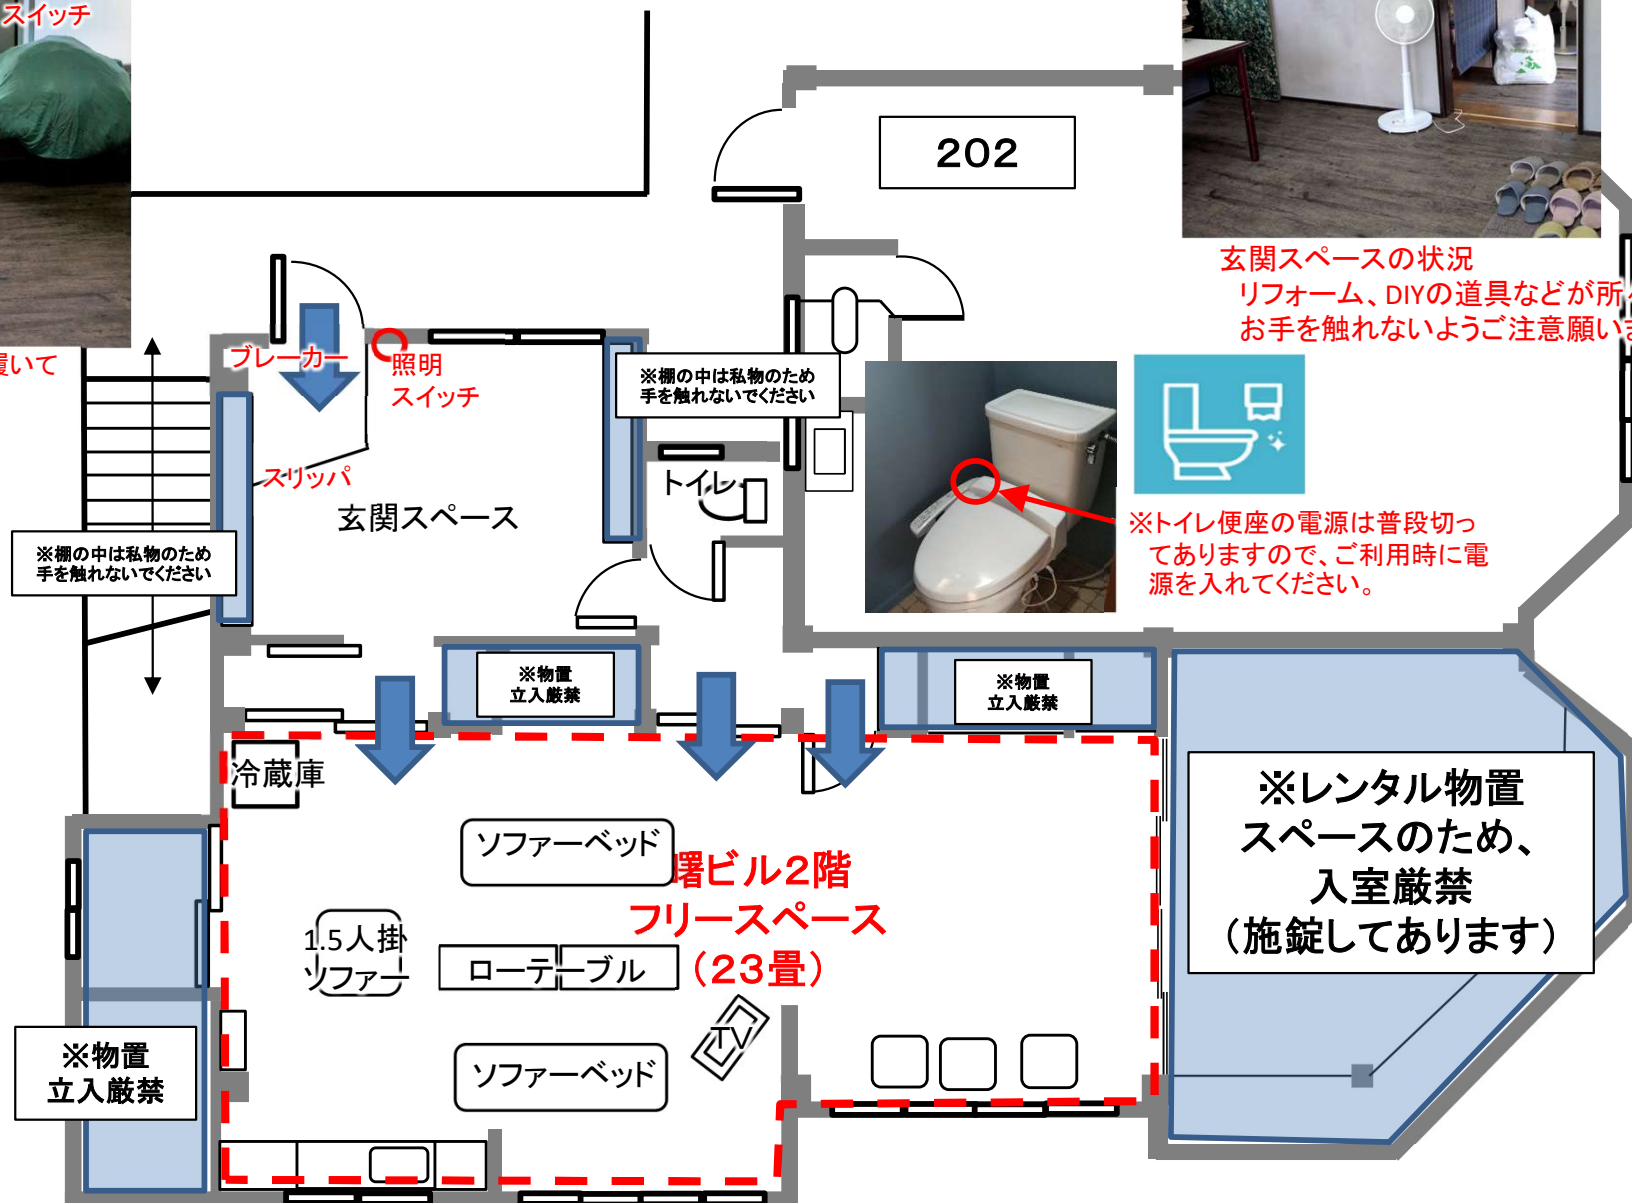 スイッチ
202
玄関スペースの状況
リフォーム、DIYの道具などが所
お手を触れないようご注意願いま
置いて
ブレーカー
照明
スイッチ
※棚の中は私物のため
手を触れないでください
スリッパ
トイレ
玄関スペース
※トイレ便座の電源は普段切っ
てありますので、ご利用時に電
源を入れてください。
※棚の中は私物のため
手を触れないでください
※物置
立入厳禁
※物置
立入厳禁
冷蔵庫
※レンタル物置
スペースのため、
入室厳禁
（施錠してあります）
ソファーベッド
曙ビル２階
フリースペース
（２３畳）
1.5人掛
ソファー
ローテーブル
TV
ソファーベッド
※物置
立入厳禁